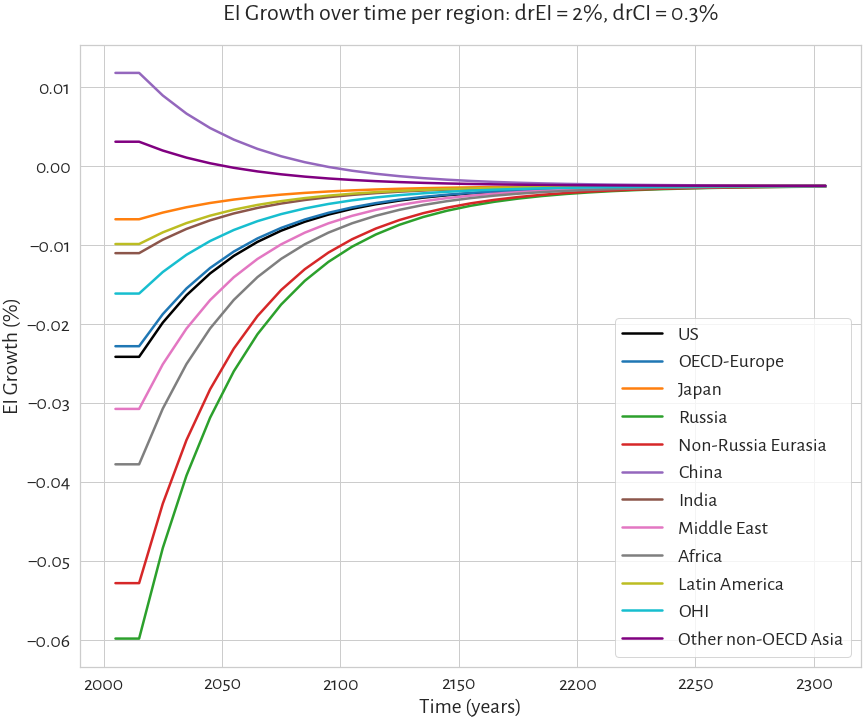 EI Growth over time per region: drEI = 2%, drCI = 0.3%
0.01
0.00
−0.01
−0.02
−0.03
−0.04
−0.05
−0.06
EI Growth (%)
US
OECD-Europe
Japan
Russia
Non-Russia Eurasia
China
India
Middle East
Africa
Latin America
OHI
Other non-OECD Asia
2000 2050 2100 2150 2200 2250 2300
Time (years)